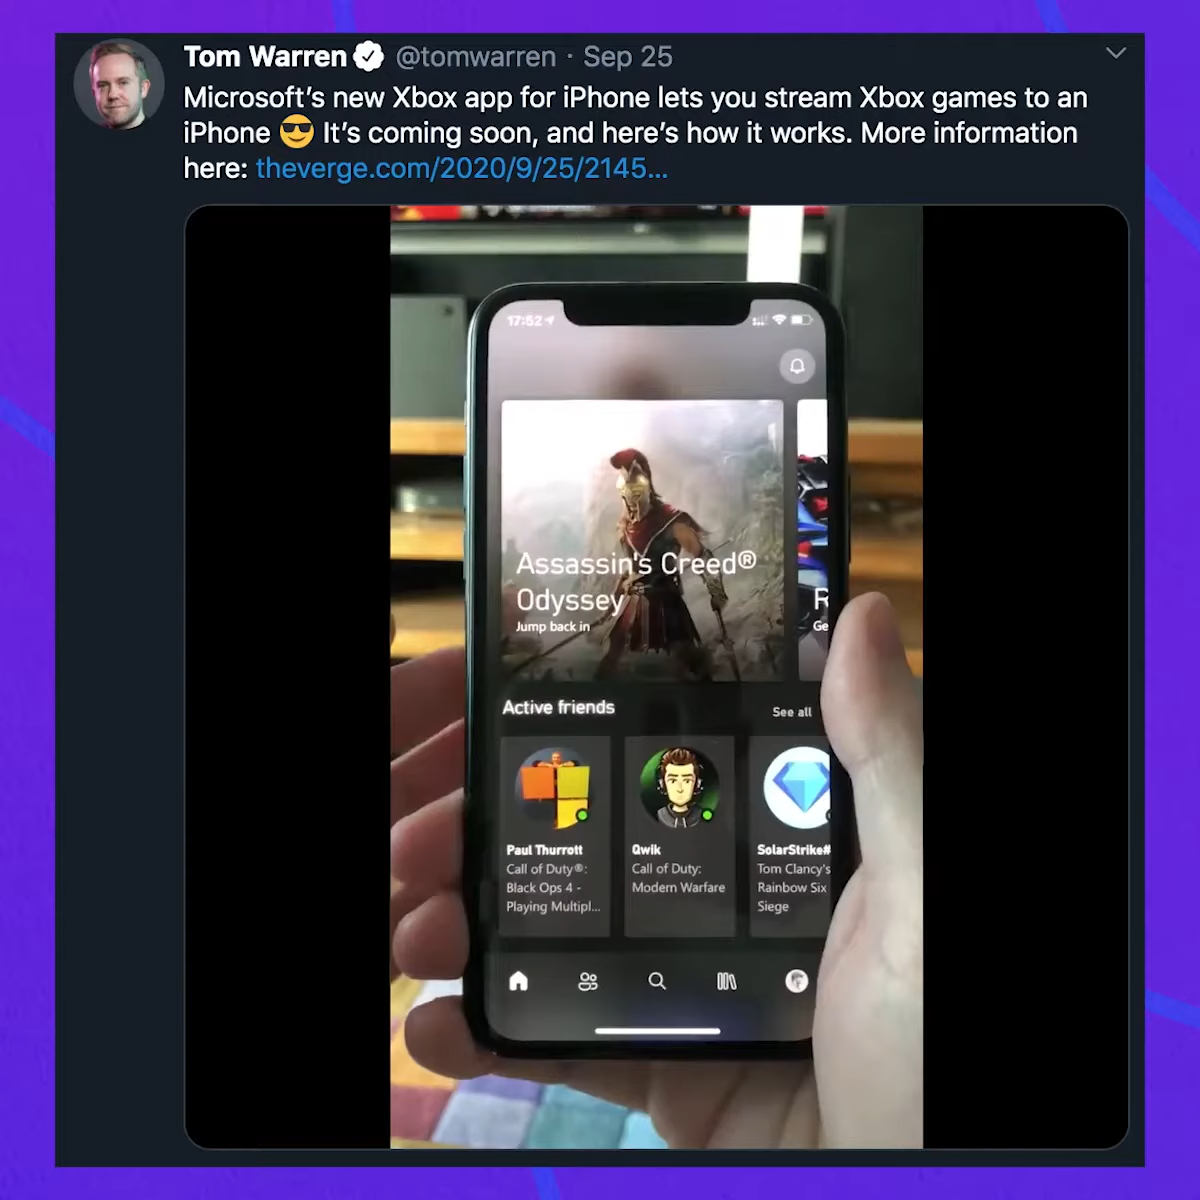 Tom Warren @tomwarren · Sep 25
Microsoft's new Xbox app for iPhone lets you stream Xbox games to an
iPhone 😎 It's coming soon, and here's how it works. More information
here: theverge.com/2020/9/25/2145...
17:52
Assassin's Creed®
Odyssey
Jump back in
R
Ge
Active friends
See all
Paul Thurrott
Call of Duty®:
Black Ops 4 -
Playing Multipl...
Qwik
Call of Duty:
Modern Warfare
SolarStrike#
Tom Clancy's
Rainbow Six
Siege